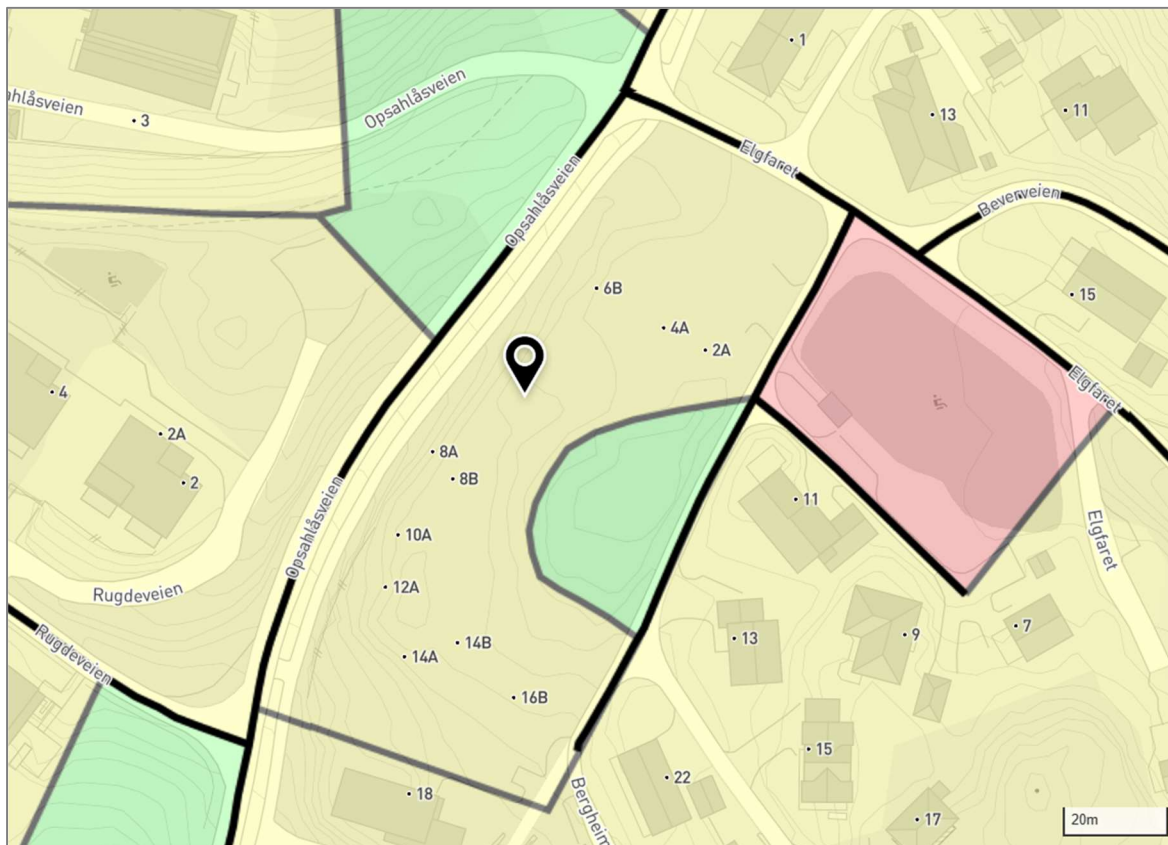 1
13
11
ahlåsveien
3
Opsahlåsveien
Elgfaret
Opsahlåsveien
Beverveien
6B
15
4A
2A
4
Elgfaret
2A
8A
8B
2
11
Opsahlåsveien
10A
Elgfaret
12A
Rugdeveien
Rugdeveien
14B
14A
13
9
7
16B
15
22
18
Bergheim
17
20m